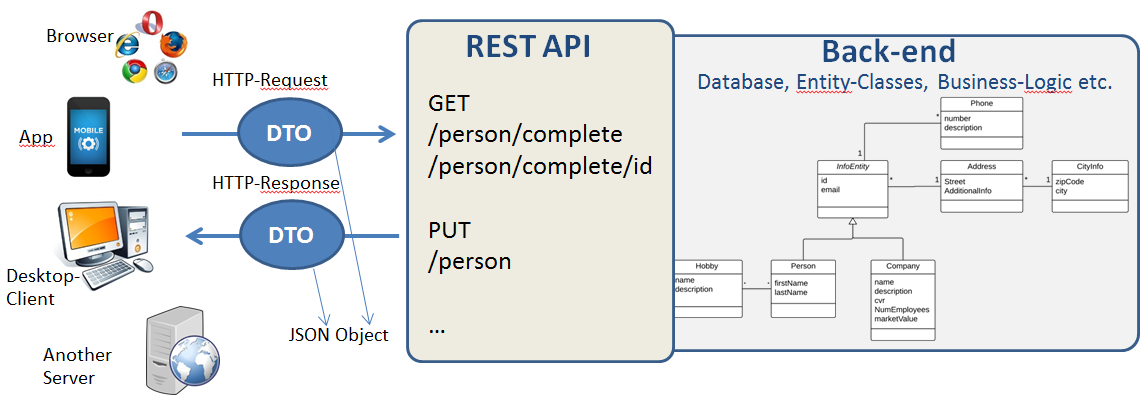 Browser
App
MOBILE
Desktop-
Client
Another
Server
HTTP-Request
DTO
HTTP-Response
DTO
JSON Object
REST API
GET
/person/complete
/person/complete/id
PUT
/person
...
Back-end
Database, Entity-Classes, Business-Logic etc.
Phone
number
description
*
1
InfoEntity
id
email
*
1
Address
Street
AdditionalInfo
*
1
CityInfo
zipCode
city
Hobby
name
description
*
*
Person
firstName
lastName
Company
name
description
cvr
NumEmployees
marketValue